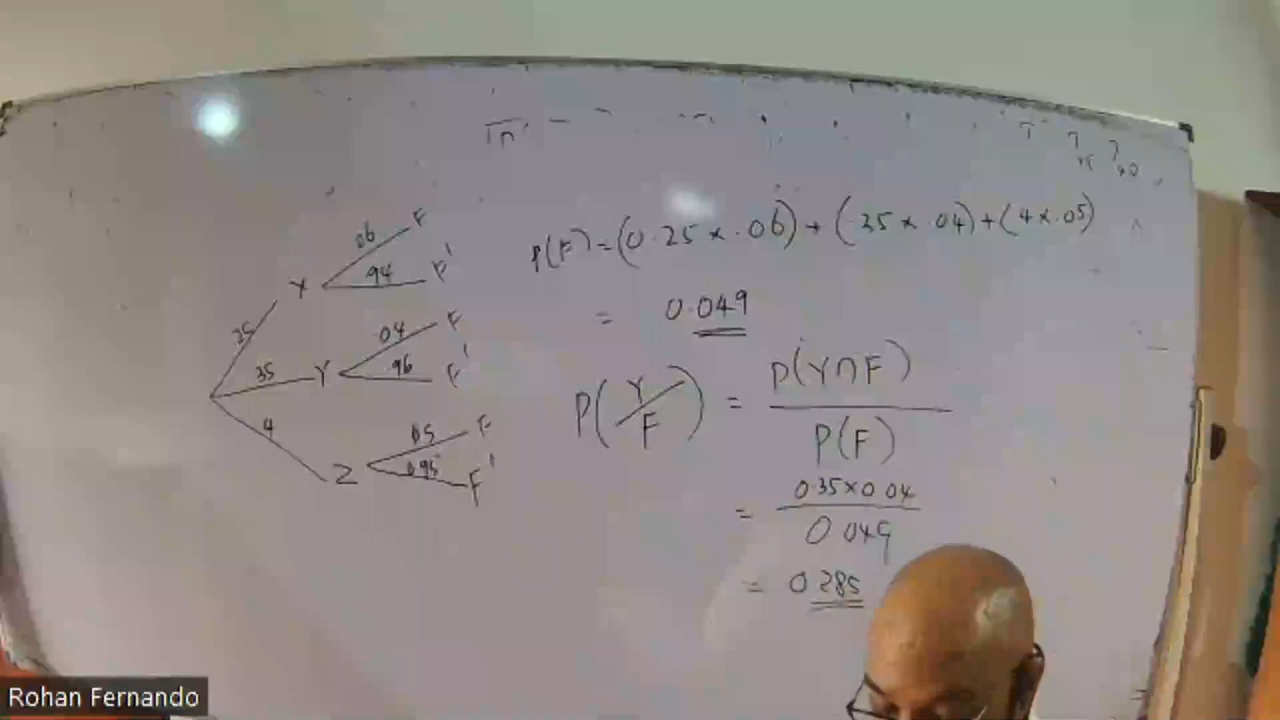 P(F) = (0.25 × .06) + (.35 × .04) + (.4 × .05)
= 0.049
P(Y/F) = P(Y∩F) / P(F)
= 0.35×0.04 / 0.049
= 0.285
.06 F
X .94 F'
.25
.04 F
.35 Y .96 F'
.4
.05 F
Z 0.95 F'
Rohan Fernando